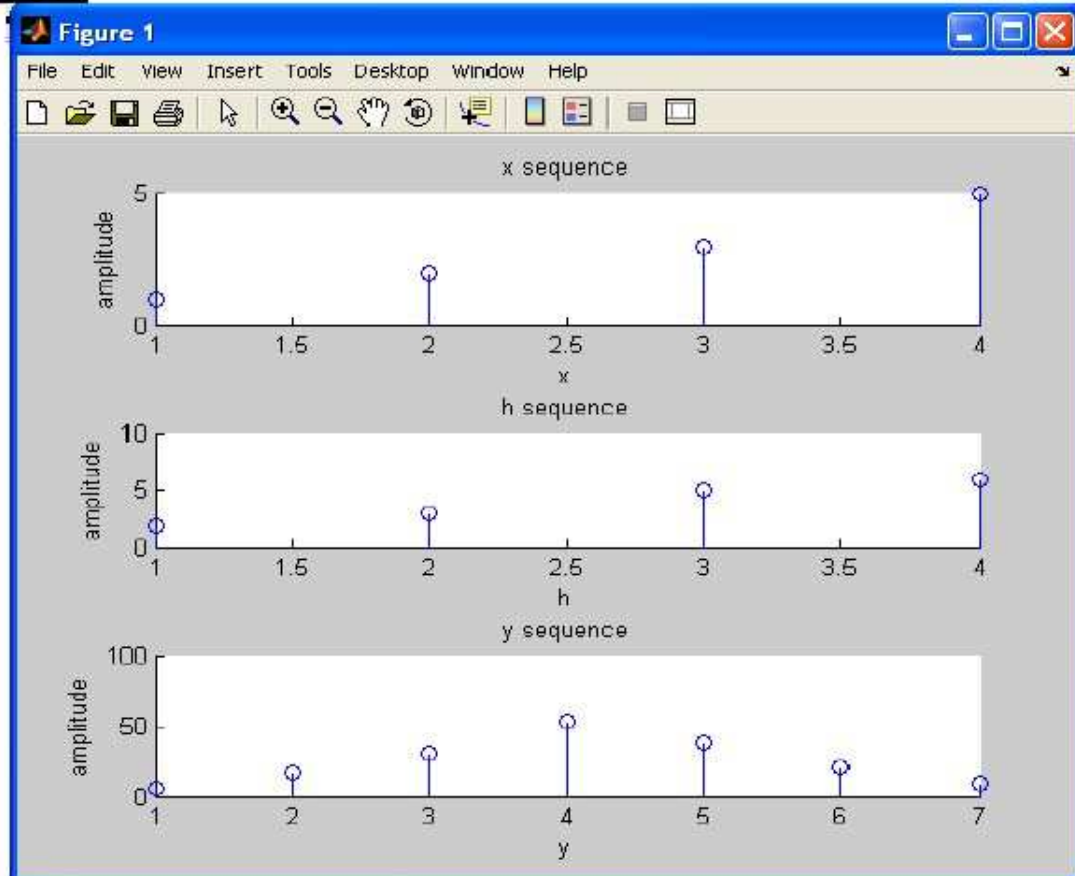 Figure 1
File Edit View Insert Tools Desktop Window Help
x sequence
amplitude
5
0
1 1.5 2 2.5 3 3.5 4
x
h sequence
amplitude
10
5
0
1 1.5 2 2.5 3 3.5 4
h
y sequence
amplitude
100
50
0
1 2 3 4 5 6 7
y